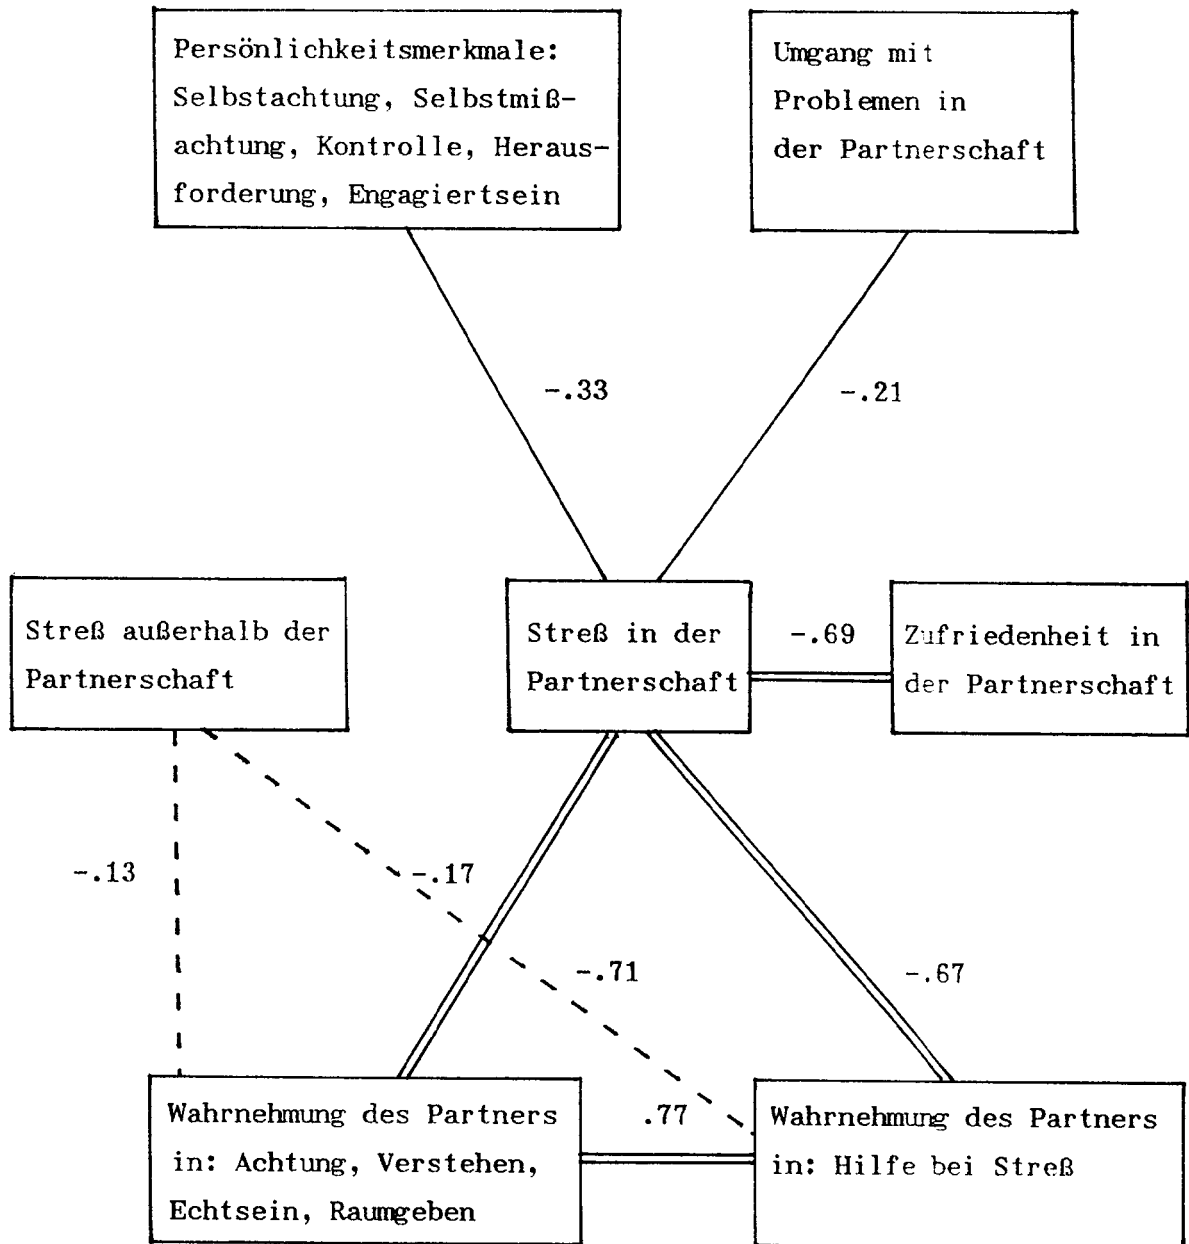 Persönlichkeitsmerkmale:
Selbstachtung, Selbstmiß-
achtung, Kontrolle, Heraus-
forderung, Engagiertsein
Umgang mit
Problemen in
der Partnerschaft
-.33
-.21
Streß außerhalb der
Partnerschaft
Streß in der
Partnerschaft
-.69
Zufriedenheit in
der Partnerschaft
-.13
-.17
-.71
-.67
Wahrnehmung des Partners
in: Achtung, Verstehen,
Echtsein, Raumgeben
.77
Wahrnehmung des Partners
in: Hilfe bei Streß